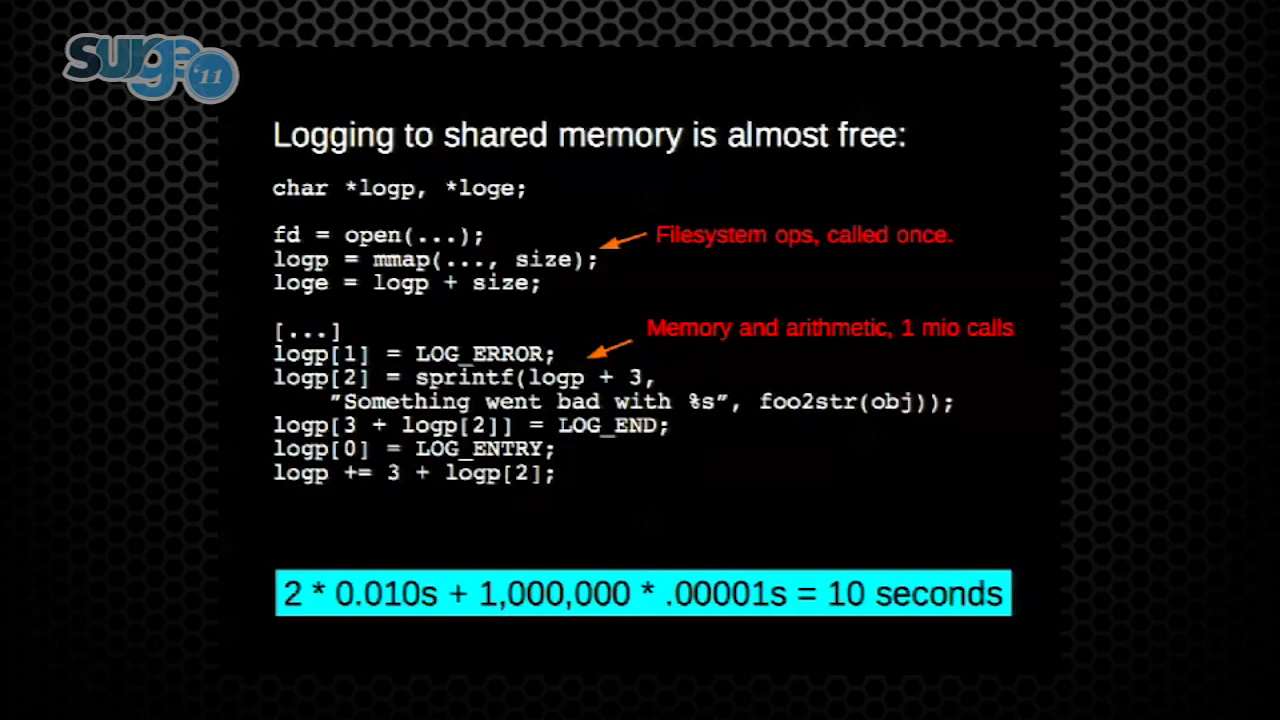 surge '11
Logging to shared memory is almost free:
char *logp, *loge;
fd = open(...);
Filesystem ops, called once.
logp = mmap(..., size);
loge = logp + size;
[...]
Memory and arithmetic, 1 mio calls
logp[1] = LOG_ERROR;
logp[2] = sprintf(logp + 3,
"Something went bad with %s", foo2str(obj));
logp[3 + logp[2]] = LOG_END;
logp[0] = LOG_ENTRY;
logp += 3 + logp[2];
2 * 0.010s + 1,000,000 * .00001s = 10 seconds